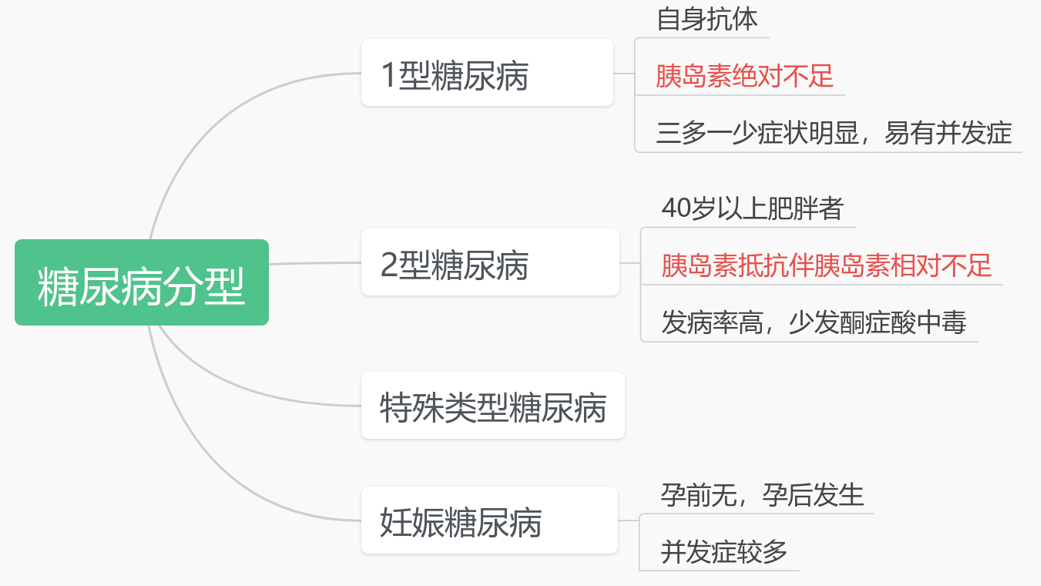 糖尿病分型
1型糖尿病
自身抗体
胰岛素绝对不足
三多一少症状明显，易有并发症
2型糖尿病
40岁以上肥胖者
胰岛素抵抗伴胰岛素相对不足
发病率高，少发酮症酸中毒
特殊类型糖尿病
妊娠糖尿病
孕前无，孕后发生
并发症较多